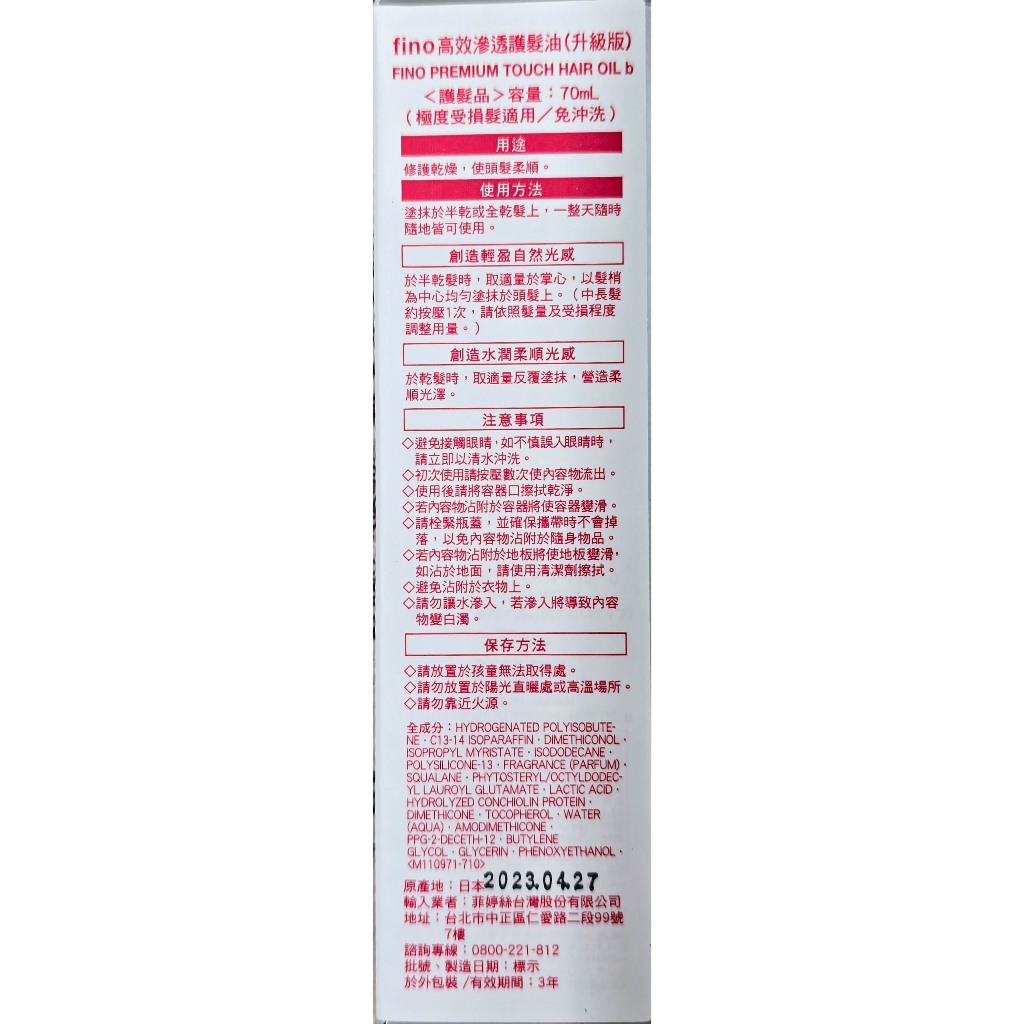 fino高效滲透護髮油(升級版)
FINO PREMIUM TOUCH HAIR OIL b
＜護髮品＞容量：70mL
（極度受損髮適用／免沖洗）
用途
修護乾燥，使頭髮柔順。
使用方法
塗抹於半乾或全乾髮上，一整天隨時
隨地皆可使用。
創造輕盈自然光感
於半乾髮時，取適量於掌心，以髮梢
為中心均勻塗抹於頭髮上。（中長髮
約按壓1次，請依照髮量及受損程度
調整用量。）
創造水潤柔順光感
於乾髮時，取適量反覆塗抹，營造柔
順光澤。
注意事項
◇避免接觸眼睛，如不慎誤入眼睛時，
請立即以清水沖洗。
◇初次使用請按壓數次使內容物流出。
◇使用後請將容器口擦拭乾淨。
◇若內容物沾附於容器將使容器變滑。
◇請栓緊瓶蓋，並確保攜帶時不會掉
落，以免內容物沾附於隨身物品。
◇若內容物沾附於地板將使地板變滑，
如沾於地面，請使用清潔劑擦拭。
◇避免沾附於衣物上。
◇請勿讓水滲入，若滲入將導致內容
物變白濁。
保存方法
◇請放置於孩童無法取得處。
◇請勿放置於陽光直曬處或高溫場所。
◇請勿靠近火源。
全成分：HYDROGENATED POLYISOBUTE-
NE、C13-14 ISOPARAFFIN、DIMETHICONOL、
ISOPROPYL MYRISTATE、ISODODECANE、
POLYSILICONE-13、FRAGRANCE (PARFUM)、
SQUALANE、PHYTOSTERYL/OCTYLDODEC-
YL LAUROYL GLUTAMATE、LACTIC ACID、
HYDROLYZED CONCHIOLIN PROTEIN、
DIMETHICONE、TOCOPHEROL、WATER
(AQUA)、AMODIMETHICONE、
PPG-2-DECETH-12、BUTYLENE
GLYCOL、GLYCERIN、PHENOXYETHANOL、
<M110971-710>
原產地：日本 2023.04.27
輸入業者：菲婷絲台灣股份有限公司
地址：台北市中正區仁愛路二段99號
7樓
諮詢專線：0800-221-812
批號、製造日期：標示
於外包裝 /有效期間：3年